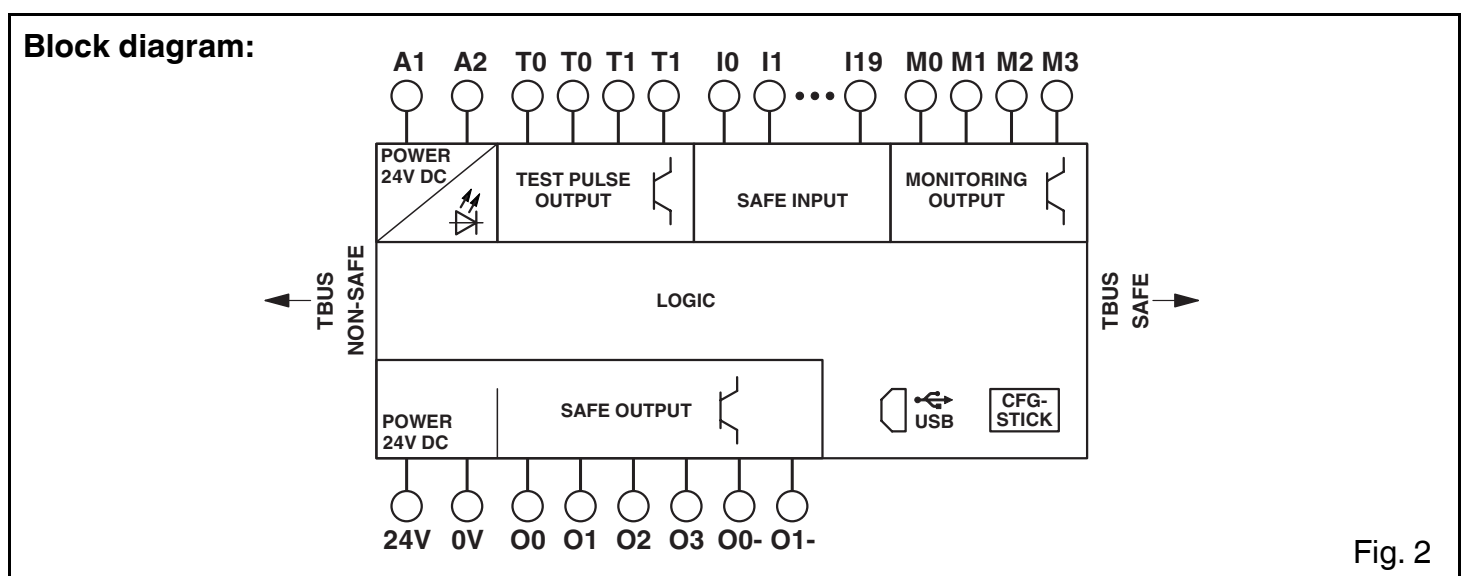 Block diagram:
A1 A2 T0 T0 T1 T1 I0 I1 ••• I19 M0 M1 M2 M3
POWER
24V DC
TEST PULSE
OUTPUT
SAFE INPUT
MONITORING
OUTPUT
TBUS
NON-SAFE
LOGIC
TBUS
SAFE
POWER
24V DC
SAFE OUTPUT
USB
CFG-
STICK
24V 0V O0 O1 O2 O3 O0- O1-
Fig. 2